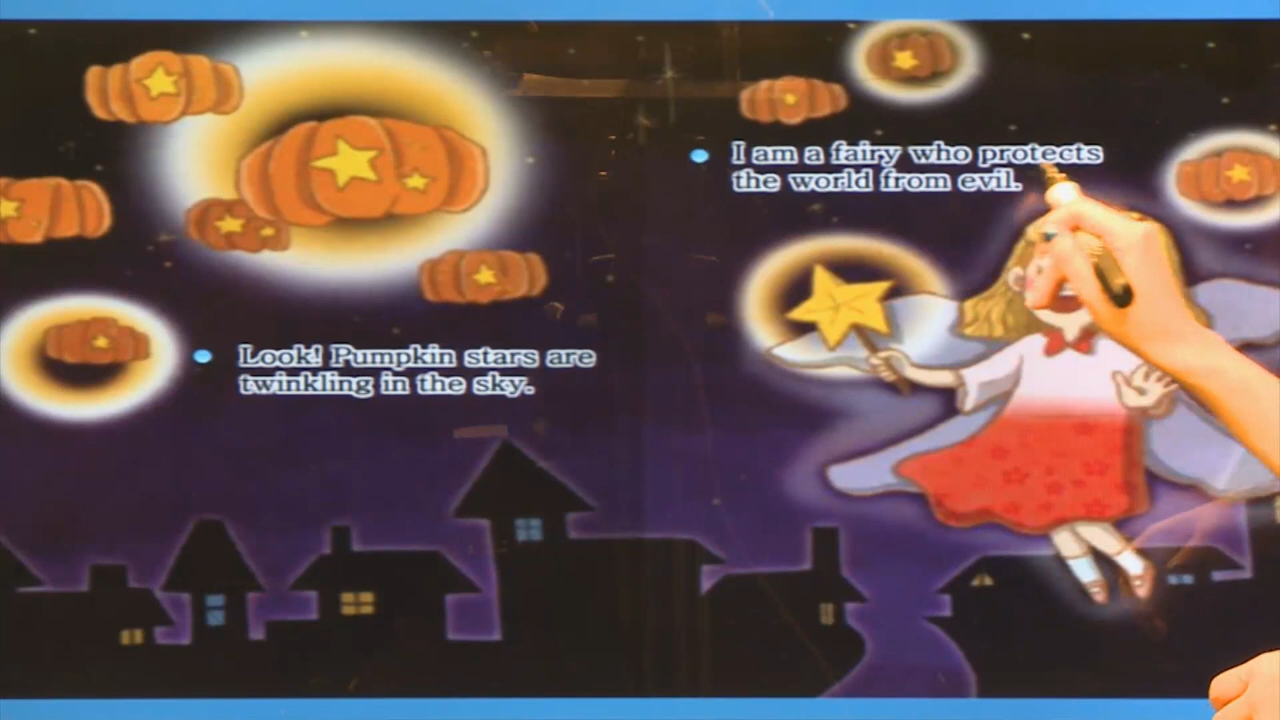 Look! Pumpkin stars are
twinkling in the sky.
I am a fairy who protects
the world from evil.